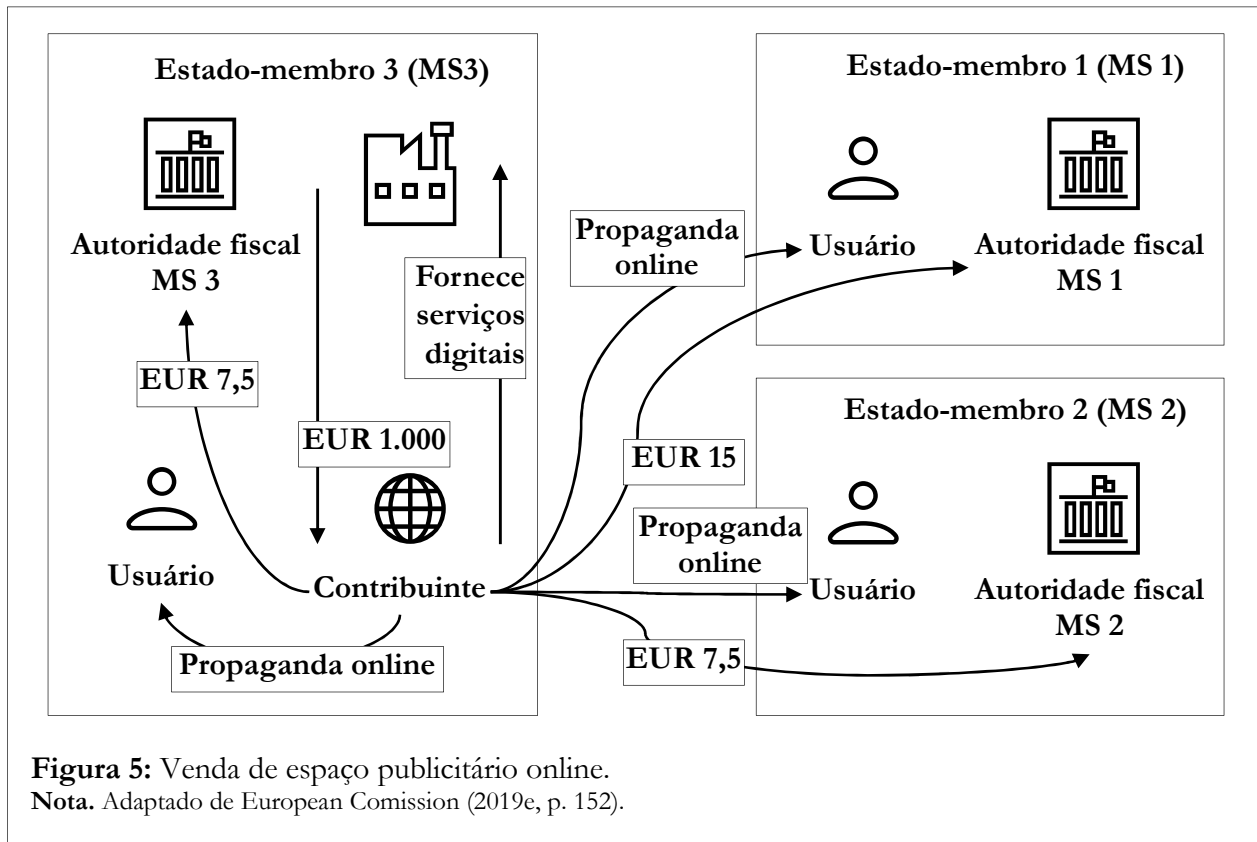 Estado-membro 3 (MS3)
Autoridade fiscal
MS 3
EUR 7,5
Fornece
serviços
digitais
EUR 1.000
Usuário
Contribuinte
Propaganda online
Propaganda
online
EUR 15
Propaganda
online
EUR 7,5
Estado-membro 1 (MS 1)
Usuário
Autoridade fiscal
MS 1
Estado-membro 2 (MS 2)
Usuário
Autoridade fiscal
MS 2
Figura 5: Venda de espaço publicitário online.
Nota. Adaptado de European Comission (2019e, p. 152).